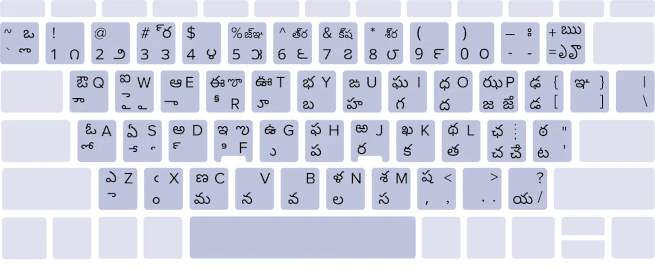 ~ ఒ ! @ # ్ర $ % జ్ఞ ^ త్ర & క్ష * శ్ర ( ) – ః + ఋ
` ొ 1 ౧ 2 ౨ 3 ౩ 4 ౪ 5 ౫ 6 ౬ 7 ౭ 8 ౮ 9 ౯ 0 ౦ - - = ృ
ఔ Q ఐ W ఆ E ఈ ఊ T భ Y ఙ U ఘ I ధ O ఝ P ఢ { ఞ } |
ౌ ై ా ీ R ూ బ హ గ ద జ డ [ ] \
ఓ A ఏ S అ D ఇ ఉ G ఫ H ఱ J ఖ K థ L ఛ : ఠ "
ో ే ్ ి F ు ప ర క త చ ; ట '
ఎ Z ఁ X ణ C V B ళ N శ M ష < > ?
ె ం మ న వ ల స , , . . య /